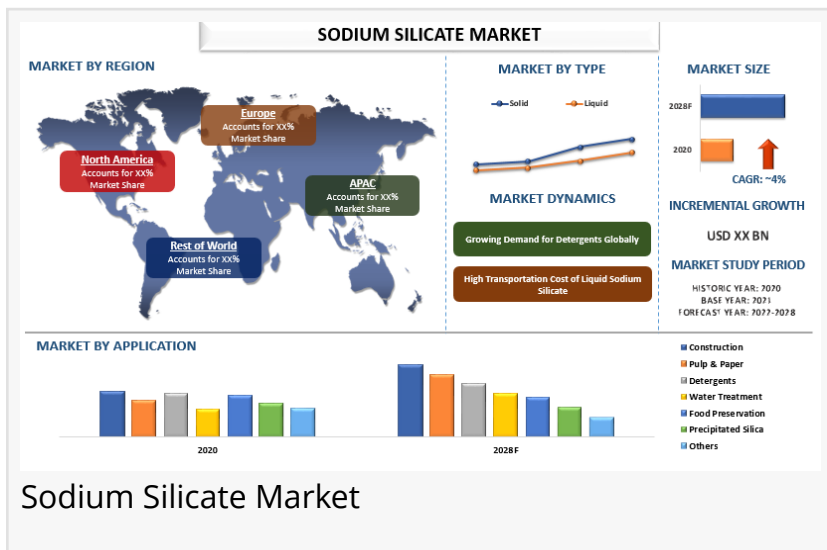 SODIUM SILICATE MARKET
MARKET BY REGION
Europe
Accounts for XX%
Market Share
North America
Accounts for XX%
Market Share
APAC
Accounts for XX%
Market Share
Rest of World
Accounts for XX%
Market Share
MARKET BY TYPE
Solid
Liquid
MARKET DYNAMICS
Growing Demand for Detergents Globally
High Transportation Cost of Liquid Sodium
Silicate
MARKET SIZE
2028F
2020
CAGR: ~4%
INCREMENTAL GROWTH
USD XX BN
MARKET STUDY PERIOD
HISTORIC YEAR: 2020
BASE YEAR: 2021
FORECAST YEAR: 2022-2028
MARKET BY APPLICATION
2020
2028F
Construction
Pulp & Paper
Detergents
Water Treatment
Food Preservation
Precipitated Silica
Others
Sodium Silicate Market